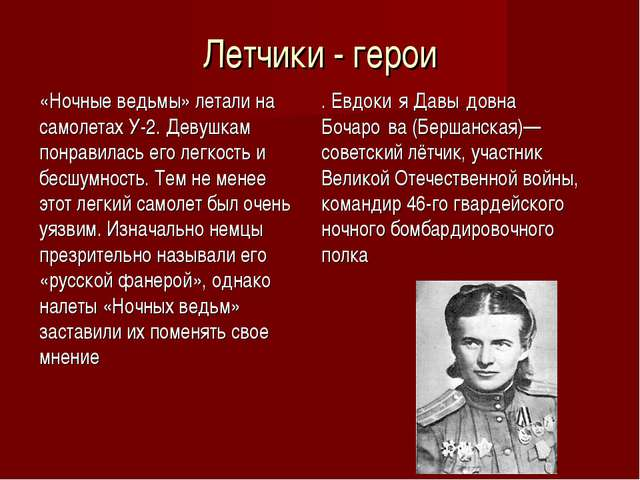 Летчики - герои
«Ночные ведьмы» летали на
самолетах У-2. Девушкам
понравилась его легкость и
бесшумность. Тем не менее
этот легкий самолет был очень
уязвим. Изначально немцы
презрительно называли его
«русской фанерой», однако
налеты «Ночных ведьм»
заставили их поменять свое
мнение
. Евдоки я Давы довна
Бочаро ва (Бершанская)—
советский лётчик, участник
Великой Отечественной войны,
командир 46-го гвардейского
ночного бомбардировочного
полка